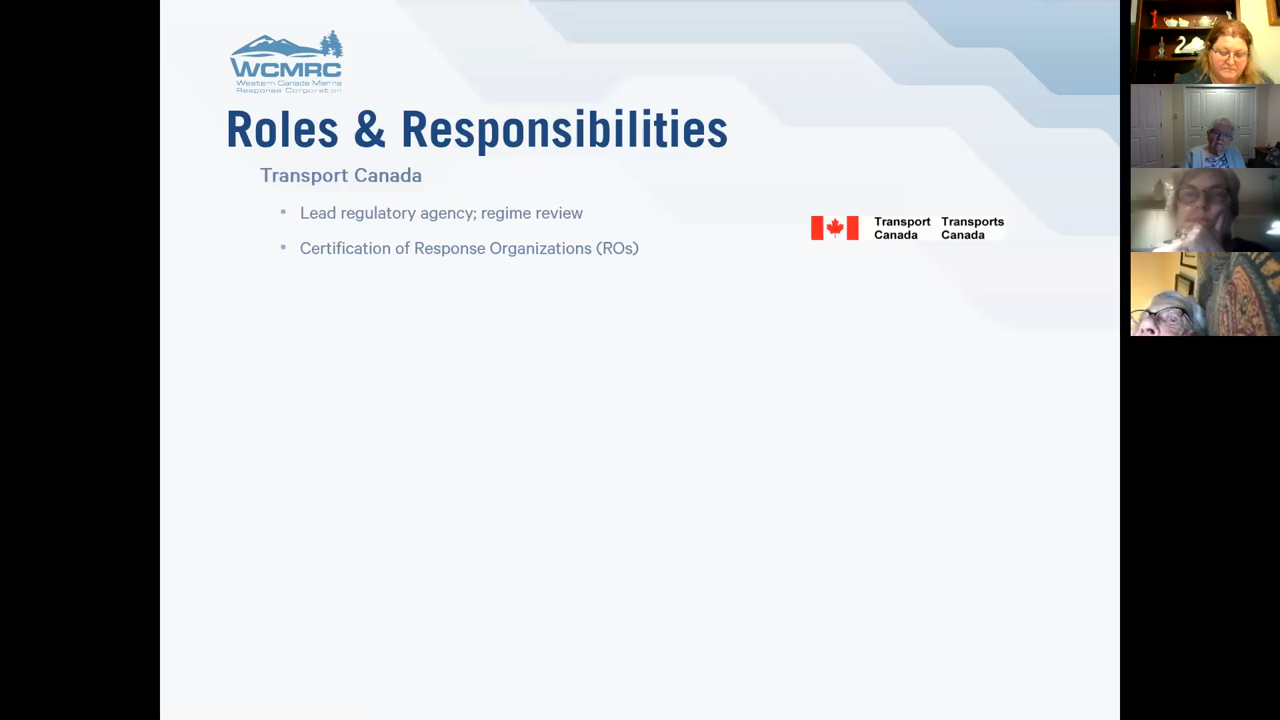 WCMRC
Western Canada Marine
Response Corporation
Roles & Responsibilities
Transport Canada
▪ Lead regulatory agency; regime review
• Certification of Response Organizations (ROs)
Transport Transports
Canada Canada